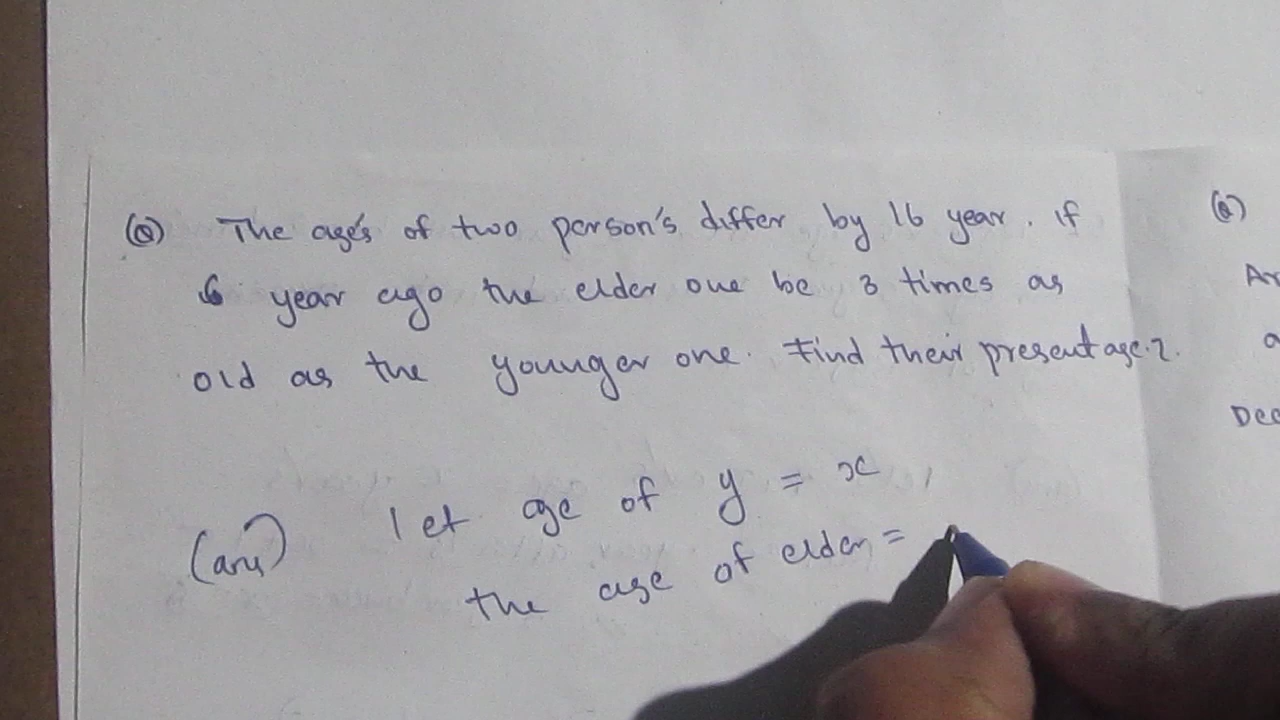 (Q) The age's of two person's differ by 16 year. If
6 year ago the elder one be 3 times as
old as the younger one. Find their present age.?
(ans) let age of y = x,
the age of elder =
(Q)
Ar
a
Dec